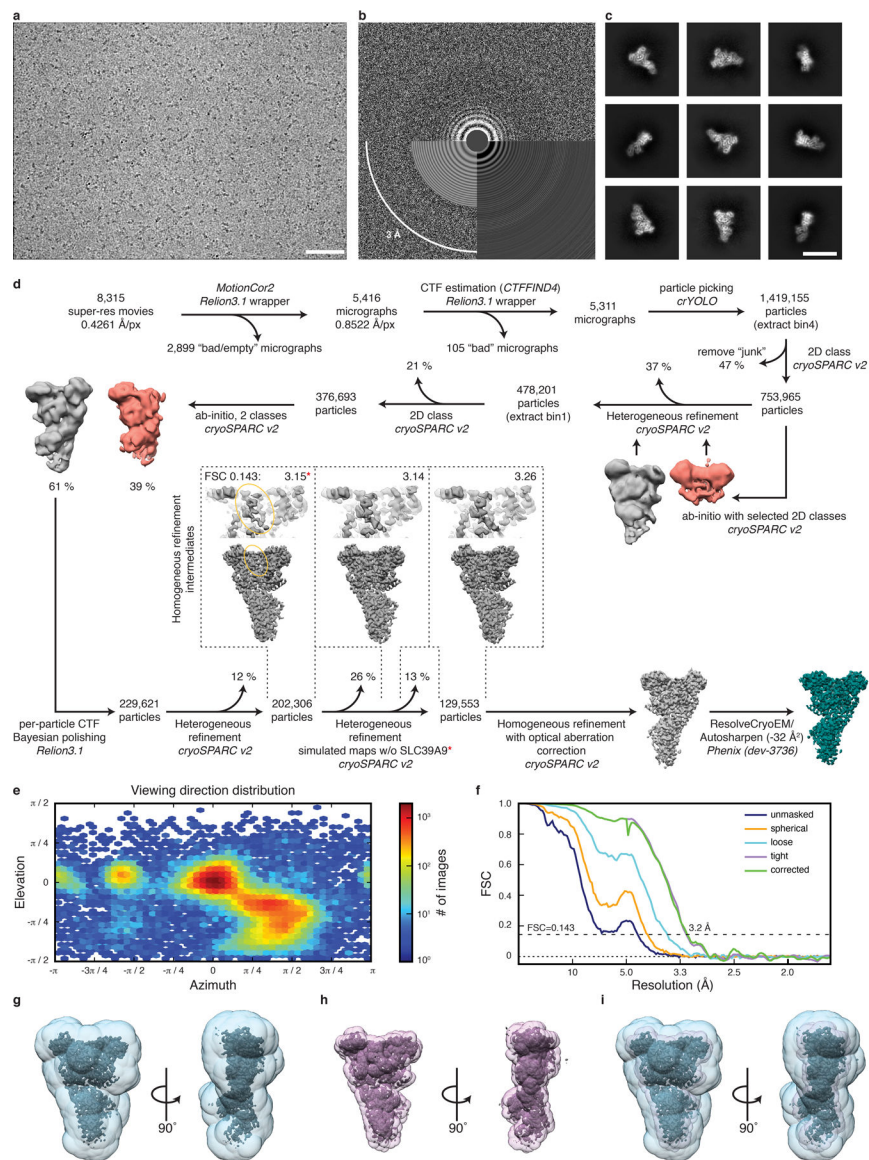 a
b
c
3 Å
d
8,315
super-res movies
0.4261 Å/px
MotionCor2
Relion3.1 wrapper
2,899 “bad/empty” micrographs
5,416
micrographs
0.8522 Å/px
CTF estimation (CTFFIND4)
Relion3.1 wrapper
105 “bad” micrographs
5,311
micrographs
particle picking
crYOLO
1,419,155
particles
(extract bin4)
remove “junk”
47 %
2D class
cryoSPARC v2
753,965
particles
37 %
Heterogeneous refinement
cryoSPARC v2
ab-initio with selected 2D classes
cryoSPARC v2
478,201
particles
(extract bin1)
21 %
2D class
cryoSPARC v2
376,693
particles
ab-initio, 2 classes
cryoSPARC v2
61 %
39 %
Homogeneous refinement
intermediates
FSC 0.143:
3.15*
3.14
3.26
per-particle CTF
Bayesian polishing
Relion3.1
229,621
particles
12 %
Heterogeneous
refinement
cryoSPARC v2
202,306
particles
26 %
13 %
Heterogeneous
refinement
simulated maps w/o SLC39A9*
cryoSPARC v2
129,553
particles
Homogeneous refinement
with optical aberration
correction
cryoSPARC v2
ResolveCryoEM/
Autosharpen (-32 Å²)
Phenix (dev-3736)
e
Viewing direction distribution
Elevation
π / 2
π / 4
0
-π / 4
-π / 2
-π
-3π / 4
-π / 2
-π / 4
0
π / 4
π / 2
3π / 4
π
Azimuth
10³
10²
10¹
10⁰
# of images
f
FSC
1.0
0.8
0.6
0.4
0.2
0
FSC=0.143
3.2 Å
unmasked
spherical
loose
tight
corrected
10
5.0
3.3
2.5
2.0
Resolution (Å)
g
90°
h
90°
i
90°